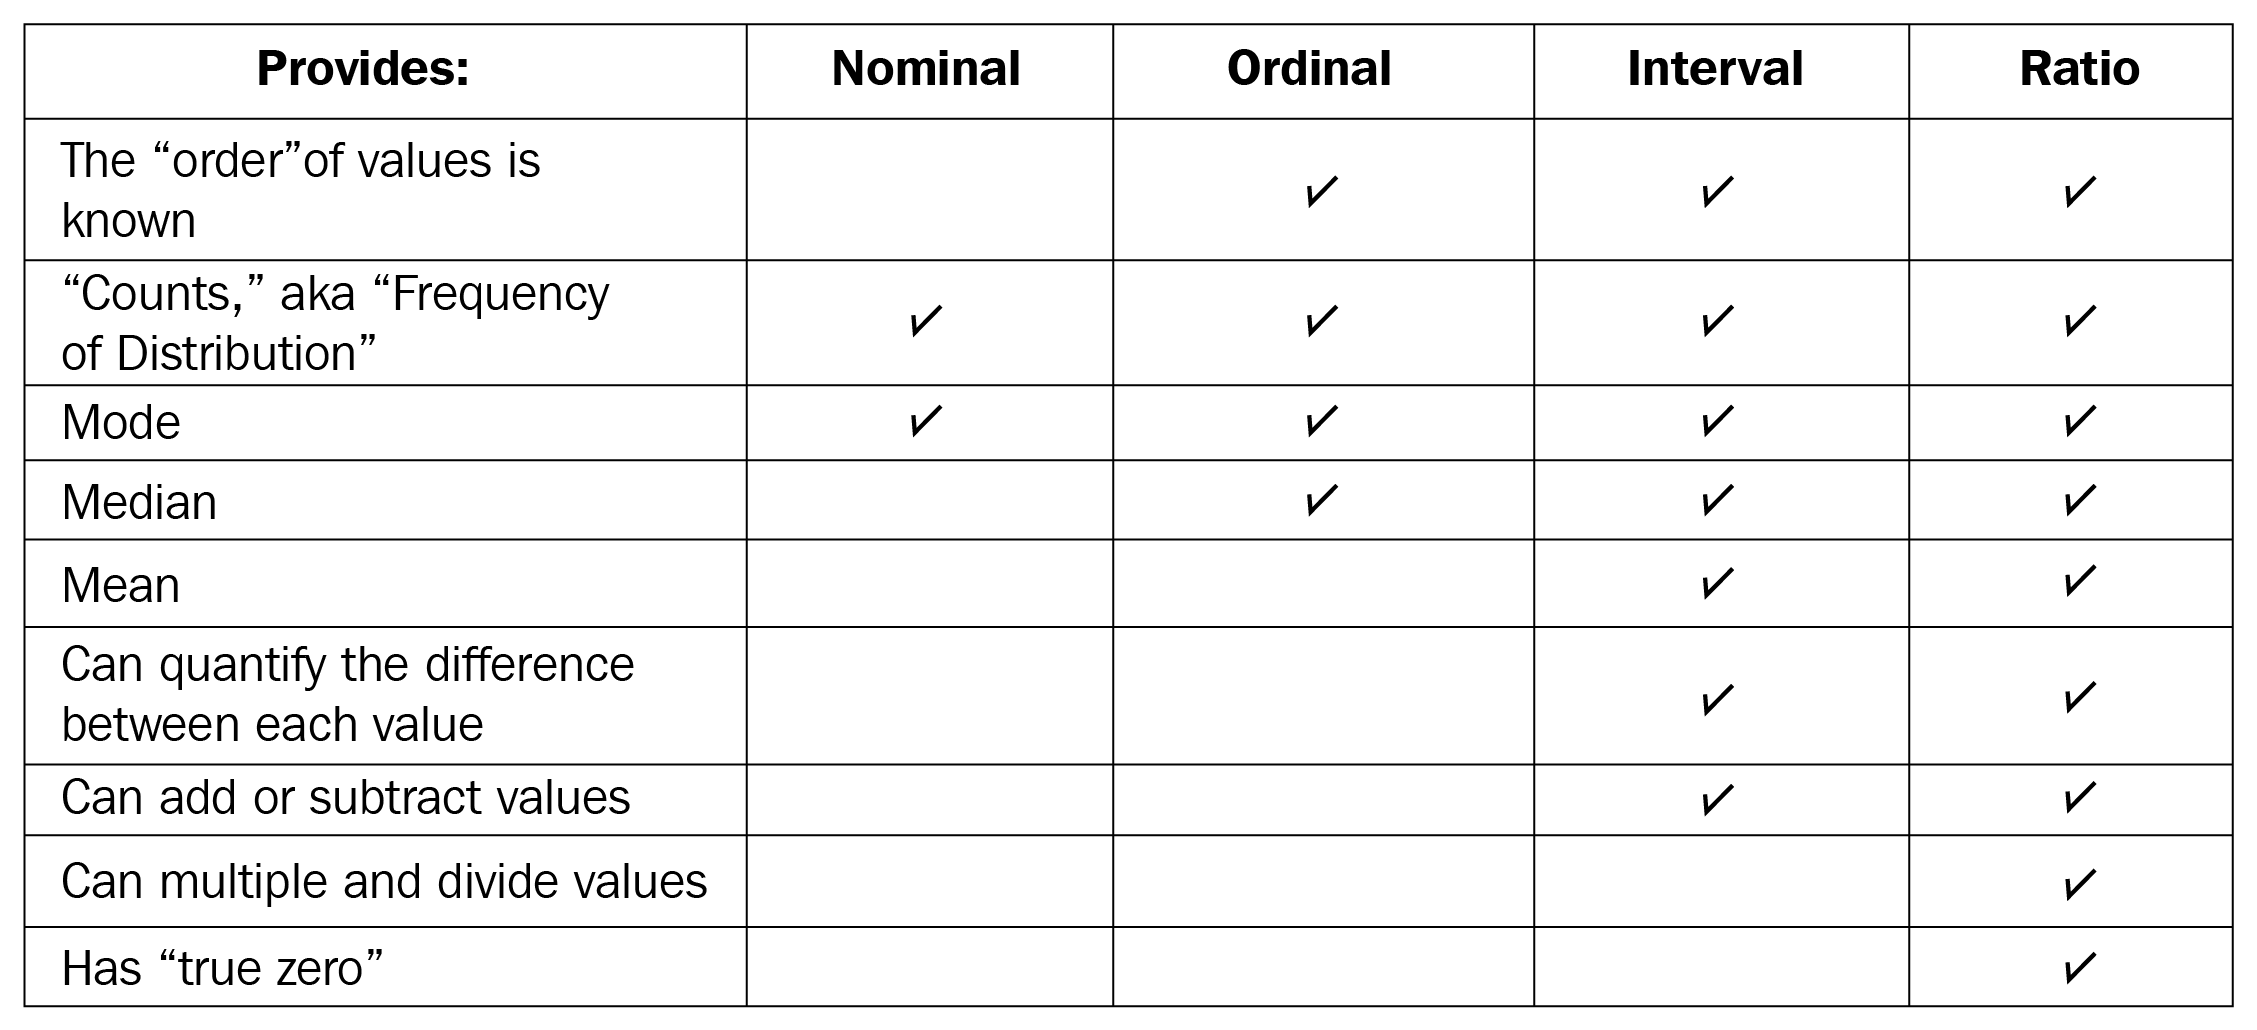 Provides: Nominal Ordinal Interval Ratio
The “order”of values is
known ✓ ✓ ✓
“Counts,” aka “Frequency
of Distribution” ✓ ✓ ✓ ✓
Mode ✓ ✓ ✓ ✓
Median ✓ ✓ ✓
Mean ✓ ✓
Can quantify the difference
between each value ✓ ✓
Can add or subtract values ✓ ✓
Can multiple and divide values ✓
Has “true zero” ✓